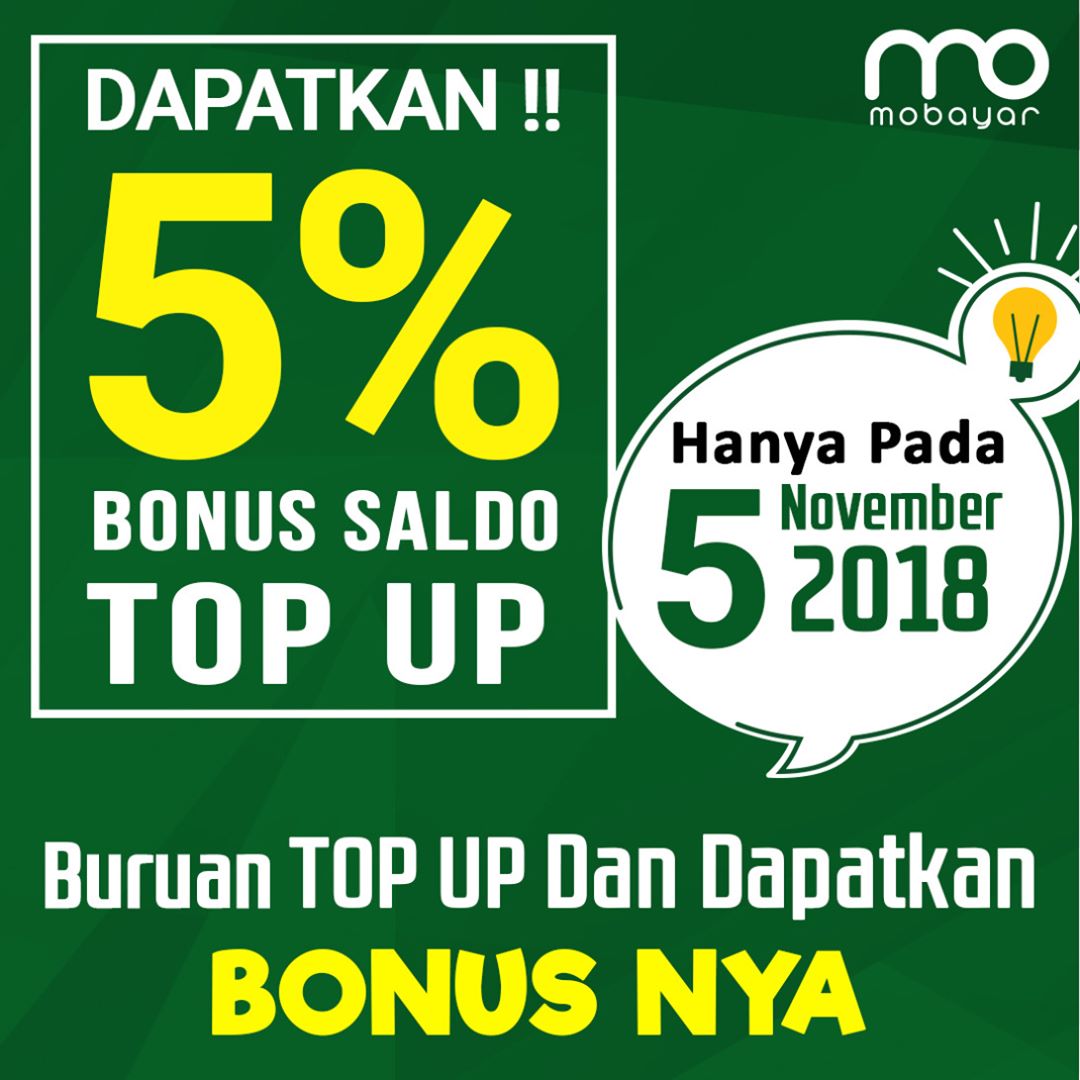 mo
mobayar
DAPATKAN !!
5%
BONUS SALDO
TOP UP
Hanya Pada
5 November
2018
Buruan TOP UP Dan Dapatkan
BONUS NYA